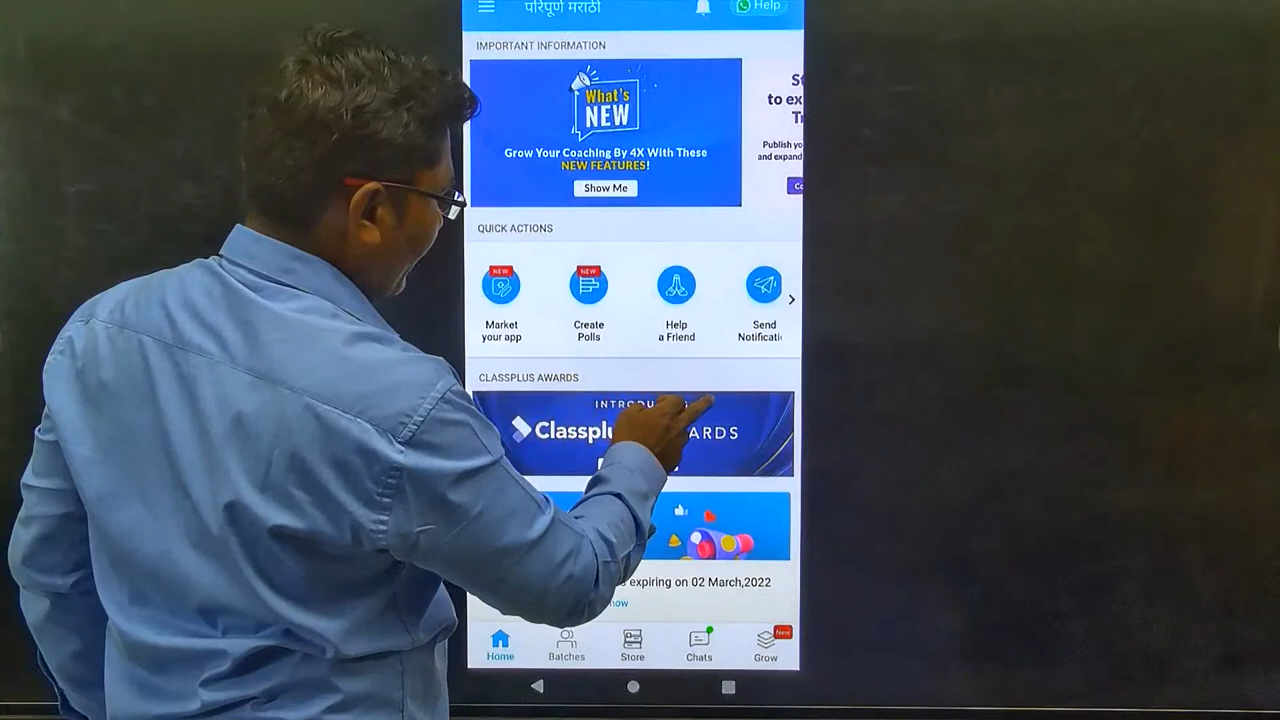 परिपूर्ण मराठी
Help
IMPORTANT INFORMATION
What's
NEW
Grow Your Coaching By 4X With These
NEW FEATURES!
Show Me
to ex
Publish yo
and expand
QUICK ACTIONS
NEW
NEW
Market
your app
Create
Polls
Help
a Friend
Send
Notificati
CLASSPLUS AWARDS
INTRODU G
Classplu ARDS
expiring on 02 March,2022
now
Home
Batches
Store
Chats
Grow
New